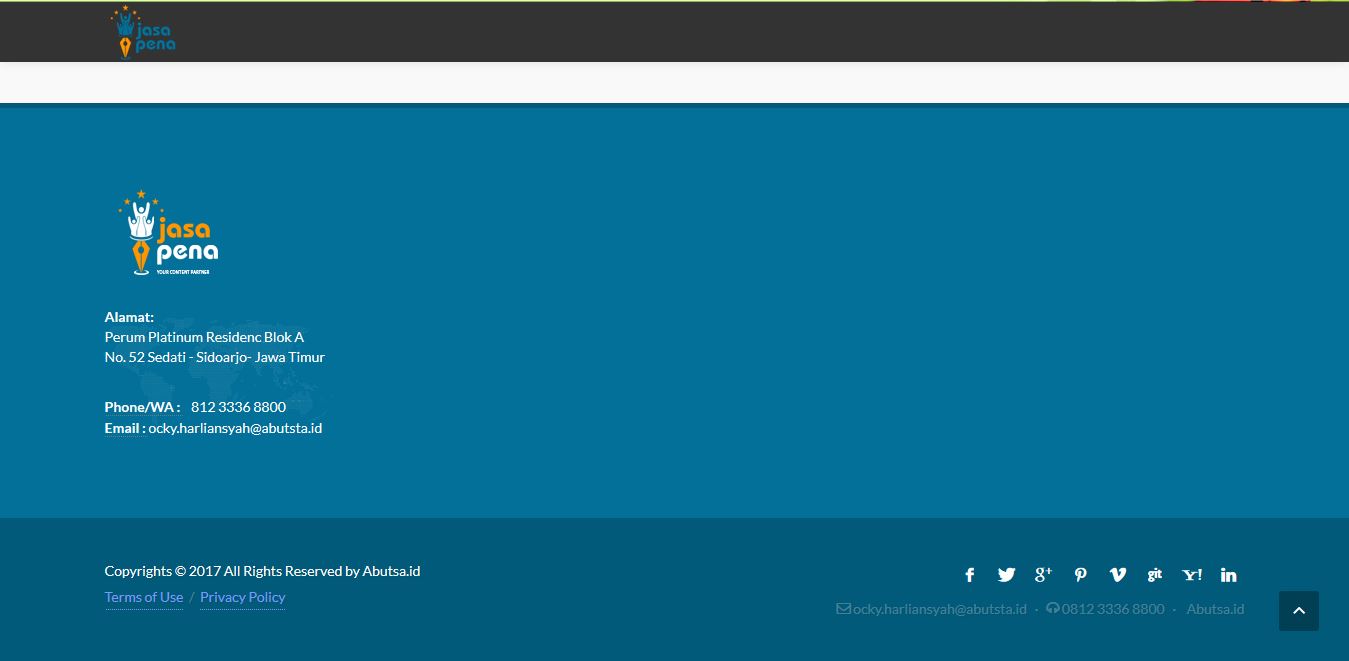 jasa
pena
jasa
pena
YOUR CONTENT PARTNER
Alamat:
Perum Platinum Residenc Blok A
No. 52 Sedati - Sidoarjo- Jawa Timur
Phone/WA : 812 3336 8800
Email : ocky.harliansyah@abutsta.id
Copyrights © 2017 All Rights Reserved by Abutsa.id
Terms of Use / Privacy Policy
g+ git Y! in
ocky.harliansyah@abutsta.id · 0812 3336 8800 · Abutsa.id